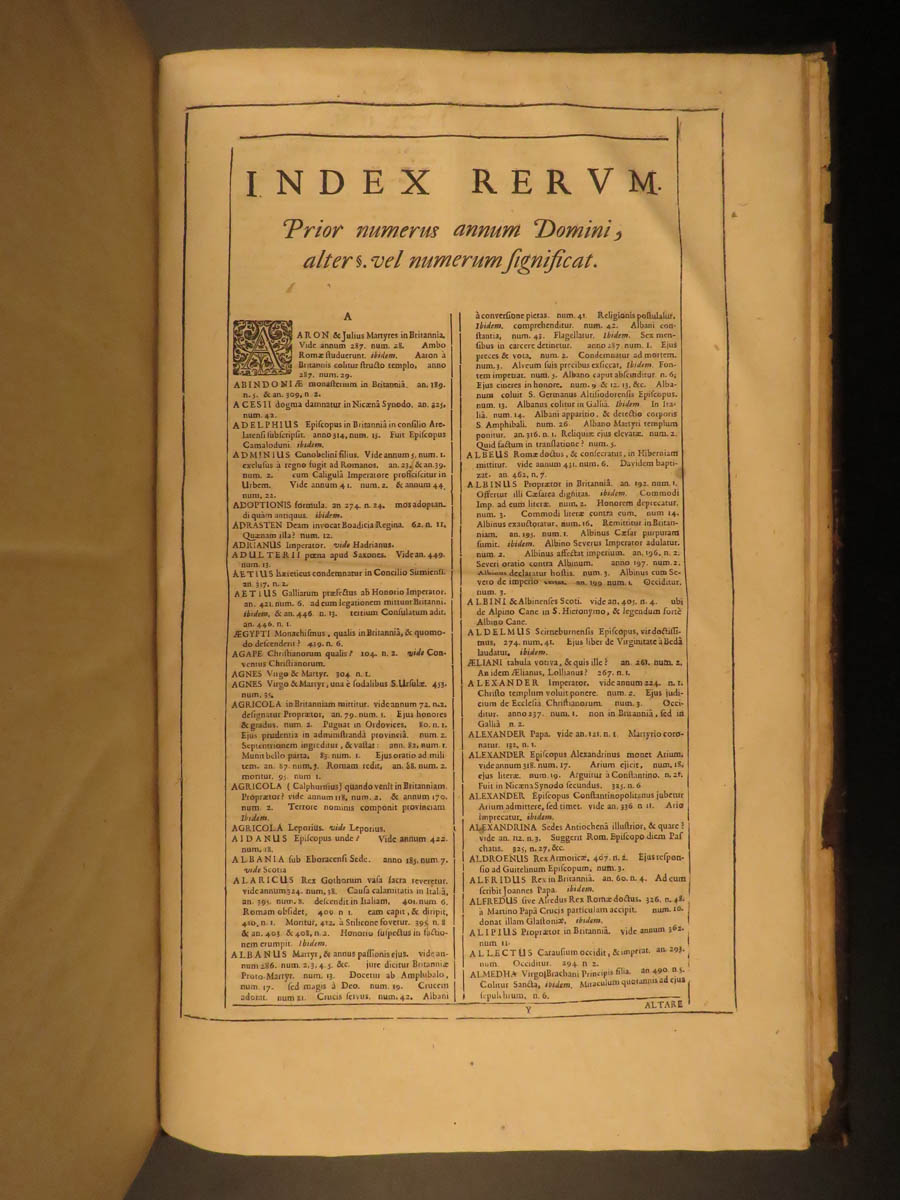 INDEX RERVM.
Prior numerus annum Domini,
alter §. vel numerum ſignificat.
A
AARON & Julius Martyres in Britannia.
Vide annum 287. num. 28. Ambo
Romæ ſtuduerunt. ibidem. Aaron à
Britannis colitur ſtructo templo, anno
287. num. 29.
ABINDONIÆ monaſterium in Britanniâ. an. 189.
n. 5. & an. 309, n. 2.
ACESII dogma damnatur in Nicænâ Synodo. an. 325,
num. 42.
ADELPHIUS Epiſcopus in Britanniâ in conſilio Are-
latenſi ſubſcripſit. anno 314, num. 15. Fuit Epiſcopus
Camaloduni. ibidem.
ADMINIUS Cunobelini filius. Vide annum 5, num. 1.
excluſus à regno fugit ad Romanos. an. 23, & an. 39.
num. 2. cum Caligulâ Imperatore proficiſcitur in
Urbem. Vide annum 41. num. 2. & annum 44,
num, 22.
ADOPTIONIS formula. an 274. n. 24, mos adoptan-
di quàm antiquus. ibidem.
ADRASTEN Deam invocat Boadicia Regina. 62. n. 11,
Quænam illa? num. 12.
ADRIANUS Imperator. vide Hadrianus.
ADULTERII pœna apud Saxones. Vide an. 449.
num. 13.
AETIUS hæreticus condemnatur in Concilio Sirmienſi.
an. 357. n. 2.
AETIUS Galliarum præfectus ab Honorio Imperator.
an. 421. num. 6. ad eum legationem mittunt Britanni.
ibidem, & an. 446. n. 13. tertium Conſulatum adit.
an. 446. n. 1.
ÆGYPTI Monachiſmus, qualis in Britanniâ, & quomo-
do deſcenderit? 419. n. 6.
AGAPE Chriſtianorum qualis? 104. n. 2. vide Con-
ventus Chriſtianorum.
AGNES Virgo & Martyr. 304. n. 1.
AGNES Virgo & Martyr, una è ſodalibus S. Urſulæ. 453.
num. 35.
AGRICOLA in Britanniam mittitur. vide annum 72. n. 2.
deſignatur Proprætor, an. 79. num. 1. Ejus honores
& gradus. num. 2. Pugnat in Ordovices, 80. n. 1.
Ejus prudentia in adminiſtrandâ provinciâ. num. 2.
Septentrionem ingreditur, & vaſtat: ann. 82. num. 1.
Munit bello parta, 83. num. 1. Ejus oratio ad mili
tem. an. 87. num. 7. Romam redit, an. 88. num. 2.
moritur. 95. num 1.
AGRICOLA (Calphurnius) quando venit in Britanniam.
Proprætor? vide annum 118, num. 2. & annum 170.
num. 2. Terrore nominis componit provinciam
Ibidem.
AGRICOLA Leporius. vide Leporius.
AIDANUS Epiſcopus unde? Vide annum 422.
num, 18.
ALBANIA ſub Eboracenſi Sede. anno 185. num. 7.
vide Scotia
ALARICUS Rex Gothorum vaſa ſacra reveretur.
vide annum 324. num, 38. Cauſa calamitatis in Italiâ,
an. 395. num. 8. deſcendit in Italiam, 401. num. 6.
Romam obſidet, 409 n 1. eam capit, & diripit,
410, n. 1. Moritur, 412. à Stilicone fovetur. 395. n. 8
& an. 403. & 408, n. 2. Honorio ſuſpectus in factio-
nem erumpit. Ibidem.
ALBANUS Martyr, & annus paſſionis ejus. vide an-
num 286. num. 2, 3, 4, 5. &c. jure dicitur Britanniæ
Proto-Martyr. num. 13. Docetur ab Amphibalo,
num. 17. ſed magis à Deo. num. 19. Crucem
adorat. num 21. Crucis ſervus. num. 42. Albani
à converſione pietas. num. 41. Religionis poſtulatur.
Ibidem. comprehenditur. num. 42. Albani con-
ſtantia, num. 43. Flagellatur. Ibidem. Sex men-
ſibus in carcere detinetur. anno 287. num. 1. Ejus
preces & vota, num. 2. Condemnatur ad mortem.
num. 3. Alveum ſuis precibus exſiccat, Ibidem. Fon-
tem impetrat. num. 5. Albano caput abſcinditur. n. 6;
Ejus cineres in honore. num. 9 & 12. 13, &c. Alba-
num coluit S. Germanus Altiſiodorenſis Epiſcopus.
num. 13. Albanus colitur in Galliâ. Ibidem. In Ita-
liâ. num. 14. Albani apparitio, & detectio corporis
S. Amphibali. num. 26 Albano Martyri templum
ponitur. an. 316. n. 1. Reliquiæ ejus elevatæ. num. 2.
Quid factum in tranſlatione? num. 5.
ALBEUS Romæ doctus, & conſecratus, in Hiberniam
mittitur. vide annum 431. num. 6. Davidem bapti-
zat. an. 462. n. 7.
ALBINUS Proprætor in Britanniâ. an. 192. num. 1.
Offertur illi Cæſarea dignitas. ibidem. Commodi
Imp. ad eum literæ. num. 2. Honorem deprecatur.
num. 3. Commodi literæ contra eum. num 14.
Albinus exauctoratur. num. 16. Remittitur in Britan-
niam. an. 195. num. 1. Albinus Cæſar purpuram
ſumit. ibidem. Albino Severus Imperator adulatur.
num. 2. Albinus affectat imperium. an. 196, n. 2.
Severi oratio contra Albinum. anno 197. num. 2.
Albinus declaratur hoſtis. num. 3. Albinus cum Se-
vero de imperio an. 199. num. 1. Occiditur.
num. 3.
ALBINI & Albinenſes Scoti. vide an. 403. n. 4. ubi
de Alpino Cane in S. Hieronymo, & legendum fortè
Albino Cane.
ALDELMUS Scirneburnenſis Epiſcopus, vir doctiſſi-
mus, 274. num, 41. Ejus liber de Virginitate à Bedâ
laudatur, ibidem.
ÆLIANI tabula votiva, & quis ille? an. 261. num. 2,
An idem Ælianus, Lollianus? 267. n. 1.
ALEXANDER Imperator. vide annum 224. n. 1.
Chriſto templum voluit ponere. num. 2. Ejus judi-
cium de Eccleſiâ Chriſtianorum. num. 3. Occi-
ditur. anno 237. num. 1. non in Britanniâ, ſed in
Galliâ n. 2.
ALEXANDER Papa. vide an. 121. n. 1. Martyrio coro-
natur. 132, n. 1.
ALEXANDER Epiſcopus Alexandrinus monet Arium.
vide annum 318. num. 17. Arium ejicit, num, 18,
ejus literæ. num. 19. Arguitur à Conſtantino. n. 21.
Fuit in Nicænâ Synodo ſecundus. 325. n. 6
ALEXANDER Epiſcopus Conſtantinopolitanus jubetur
Arium admittere, ſed timet. vide an. 336 n 11. Ario
imprecatur. ibidem.
ALEXANDRINA Sedes Antiochenâ illuſtrior, & quare?
vide an. 112. n. 3. Suggerit Rom. Epiſcopo diem Paſ
chatis. 325, n. 27, &c.
ALDROENUS Rex Armoricæ, 467. n. 2. Ejus reſpon-
ſio ad Guitelinum Epiſcopum, num. 3.
ALFRIDUS Rex in Britanniâ. an. 60. n. 4. Ad eum
ſcribit Joannes Papa. ibidem.
ALFREDUS ſive Alredus Rex Romæ doctus. 326. n. 48,
à Martino Papâ Crucis particulam accipit. num. 10.
donat illam Glaſtoniæ, ibidem.
ALIPIUS Proprætor in Britanniâ. vide annum 362.
num 11.
ALLECTUS Carauſium occidit, & imperat. an. 293.
num. Occiditur. 294. n 2.
ALMEDHA Virgo Brachani Principis filia. an 490. n 5.
Colitur Sancta, ibidem. Miraculum quotannis ad ejus
ſepulchrum, n. 6.
Y
ALTARE